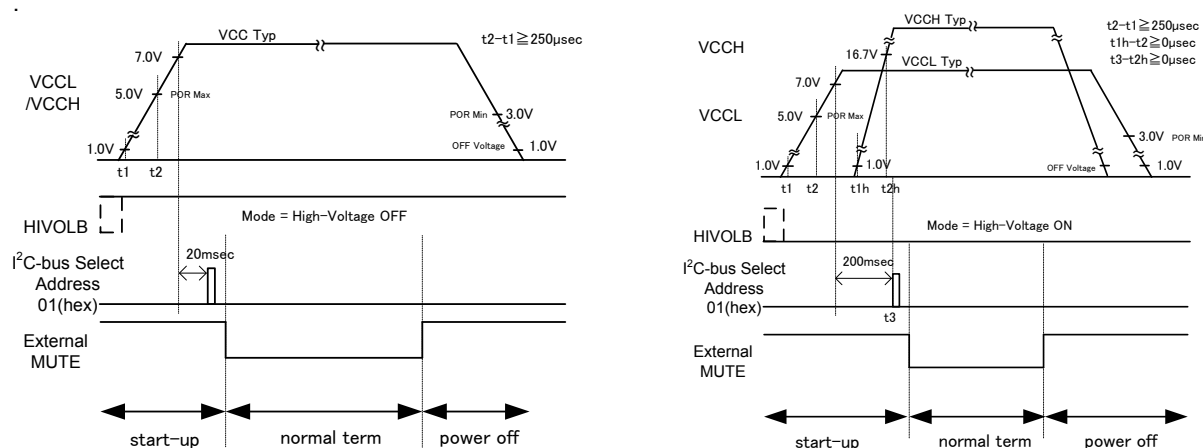 .
VCC Typ
t2-t1≧250μsec
7.0V
VCCL
/VCCH
5.0V
POR Max
POR Min
3.0V
OFF Voltage
1.0V
1.0V
t1
t2
HIVOLB
Mode = High-Voltage OFF
20msec
I²C-bus Select
Address
01(hex)
External
MUTE
start-up
normal term
power off
VCCH Typ
t2-t1≧250μsec
t1h-t2≧0μsec
t3-t2h≧0μsec
VCCH
16.7V
VCCL Typ
7.0V
VCCL
5.0V
POR Max
3.0V
POR Min
1.0V
1.0V
OFF Voltage
1.0V
t1
t2
t1h
t2h
HIVOLB
Mode = High-Voltage ON
200msec
I²C-bus Select
Address
01(hex)
t3
External
MUTE
start-up
normal term
power off